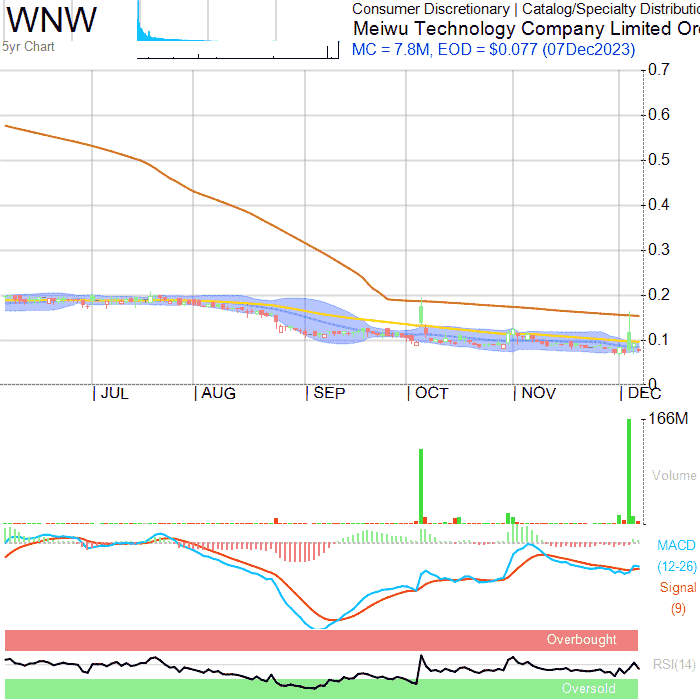 WNW
5yr Chart
Consumer Discretionary | Catalog/Specialty Distributio
Meiwu Technology Company Limited Or
MC = 7.8M, EOD = $0.077 (07Dec2023)
0.7
0.6
0.5
0.4
0.3
0.2
0.1
0
JUL AUG SEP OCT NOV DEC
166M
Volume
MACD
(12-26)
Signal
(9)
Overbought
RSI(14)
Oversold